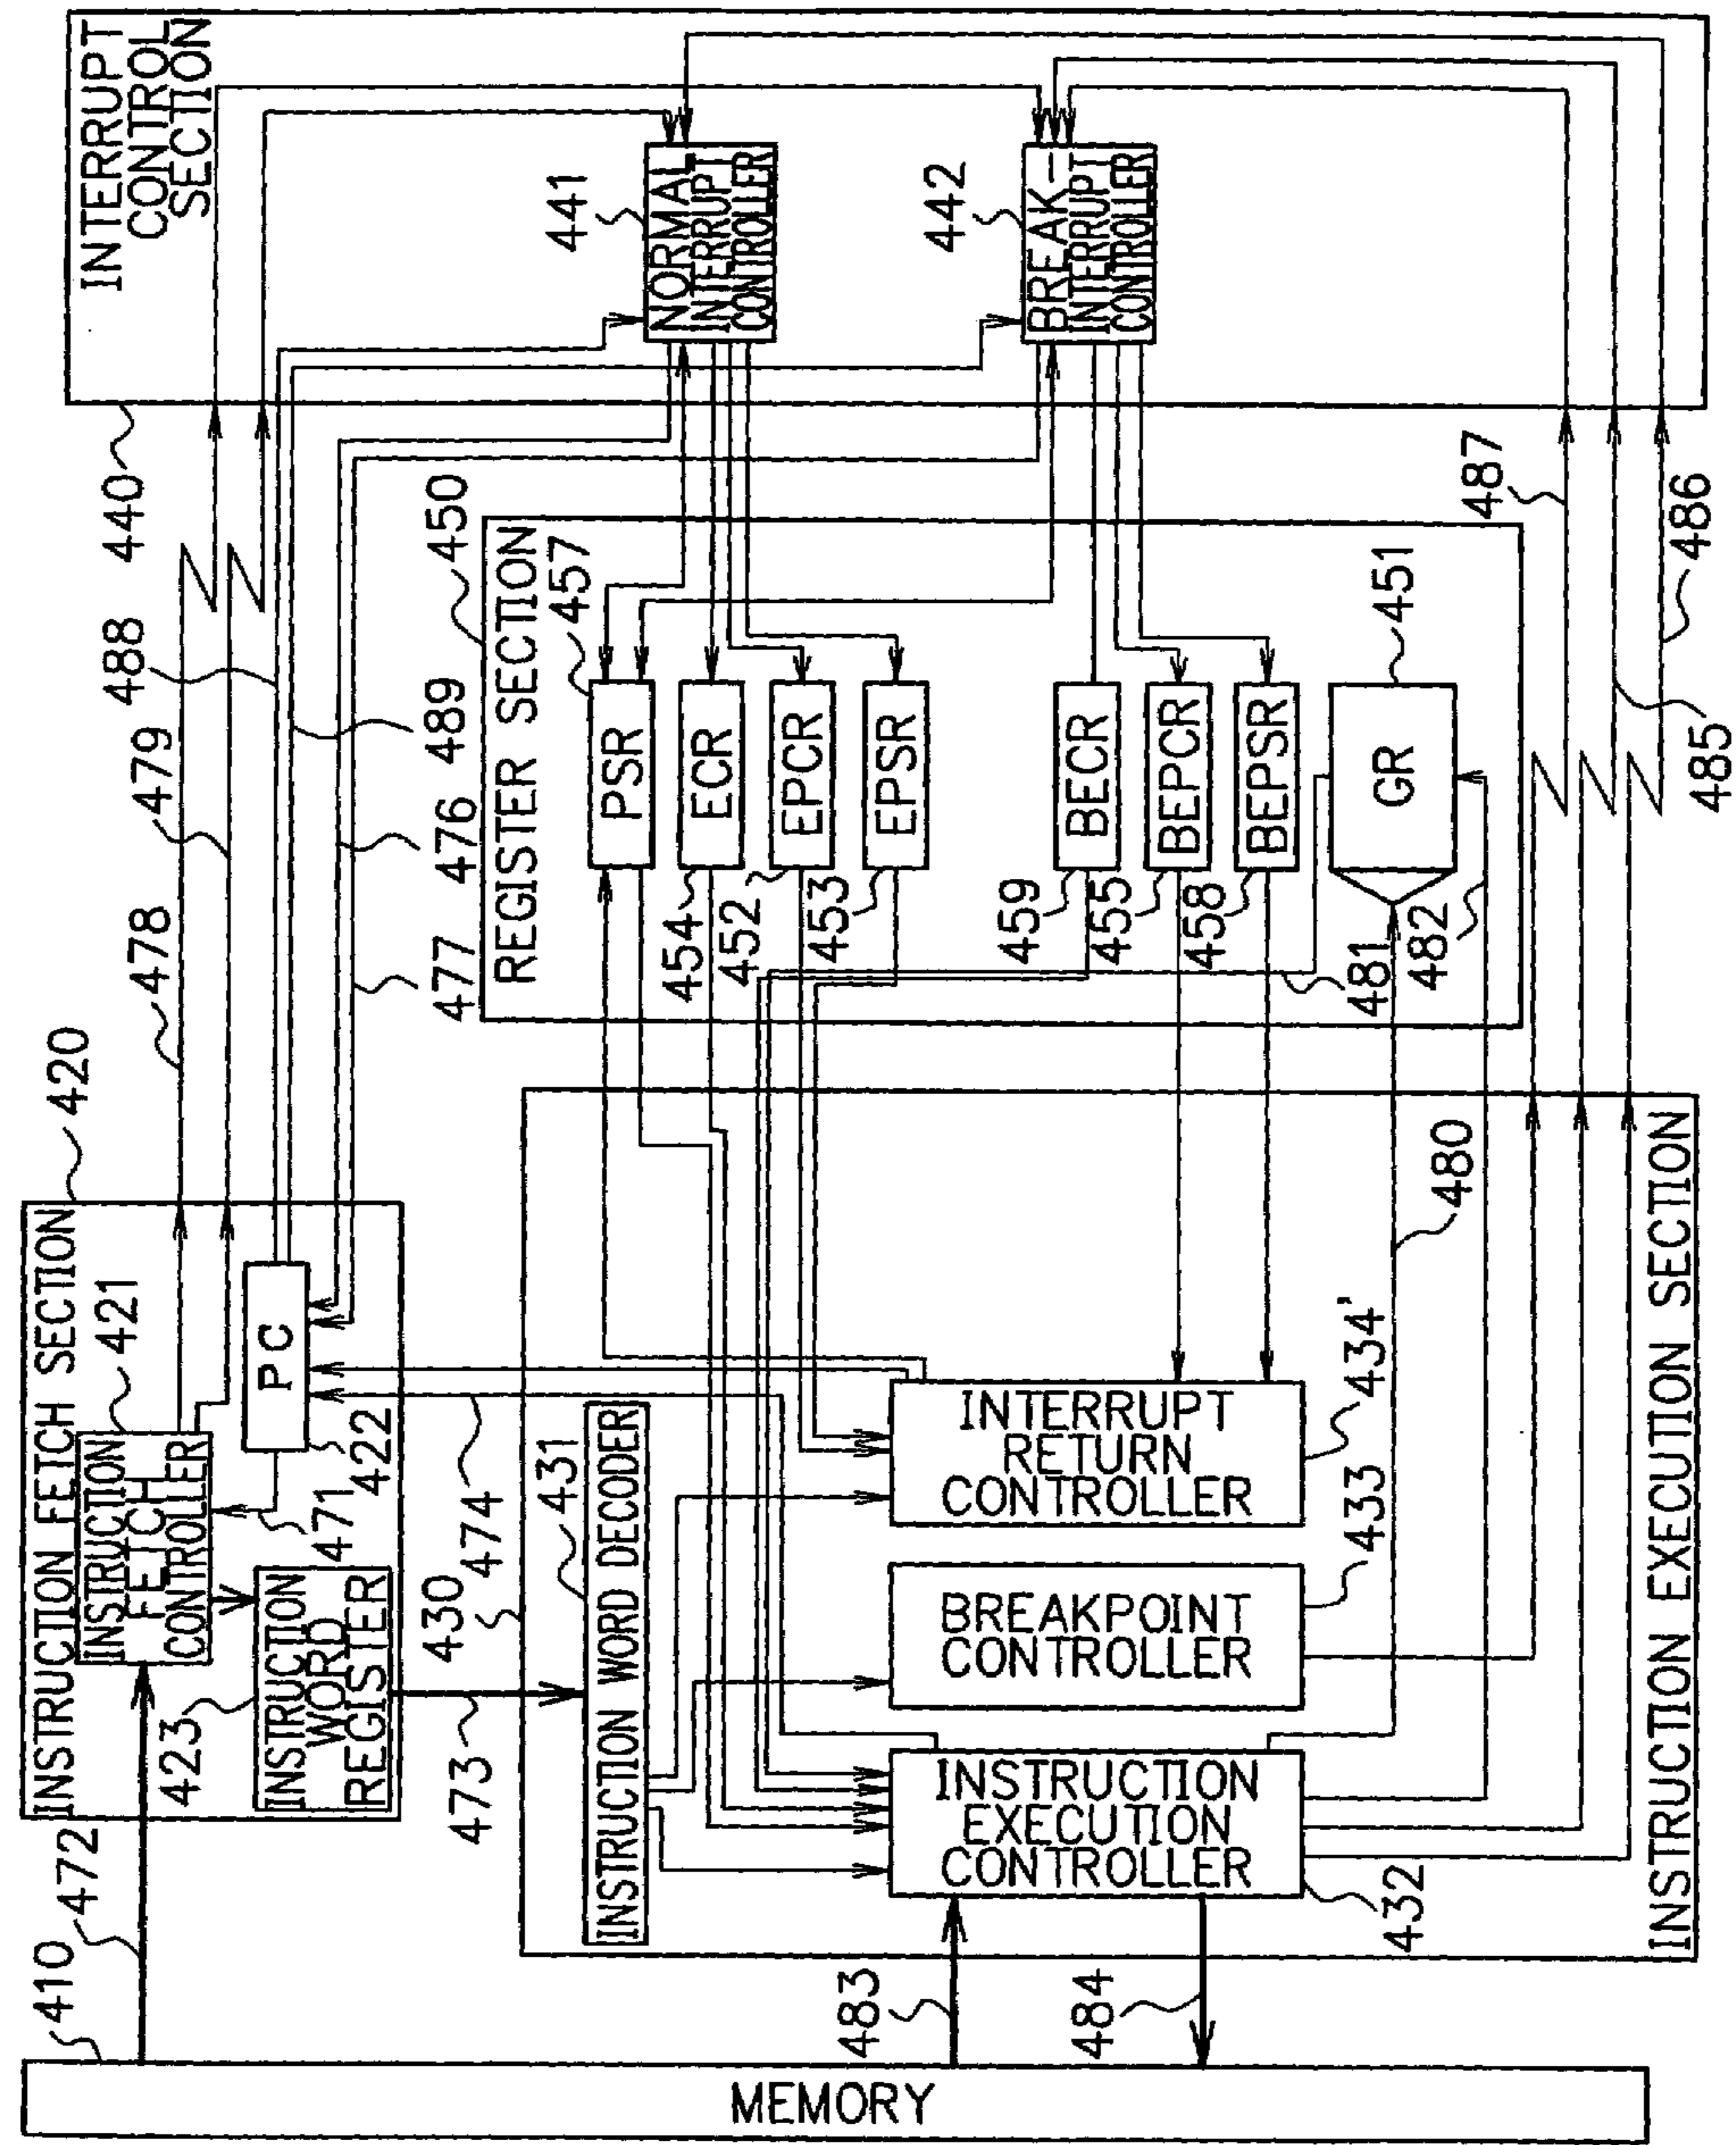 INTERRUPT
CONTROL
SECTION
440
441
NORMAL
INTERRUPT
CONTROLLER
442
BREAK-
INTERRUPT
CONTROLLER
478
479
488
489
476
477
487
486
485
450
REGISTER SECTION
457
PSR
454
ECR
452
EPCR
453
EPSR
459
BECR
455
BEPCR
458
BEPSR
451
GR
481
482
480
420
INSTRUCTION FETCH SECTION
421
INSTRUCTION
FETCH
CONTROLLER
PC
422
471
423
INSTRUCTION
WORD
REGISTER
472
410
473
430
474
431
INSTRUCTION WORD DECODER
INTERRUPT
RETURN
CONTROLLER
434'
BREAKPOINT
CONTROLLER
433
INSTRUCTION
EXECUTION
CONTROLLER
432
INSTRUCTION EXECUTION SECTION
483
484
MEMORY